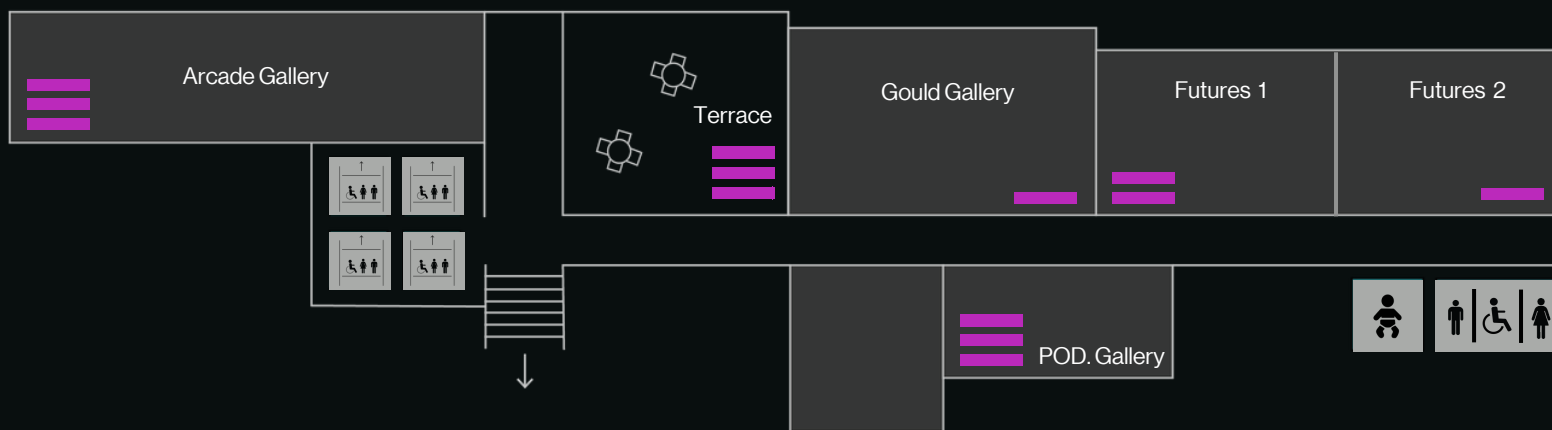 Arcade Gallery
Terrace
Gould Gallery
Futures 1
Futures 2
POD. Gallery